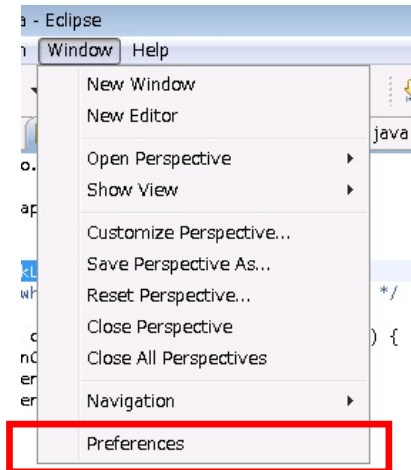 - Eclipse
Window Help
New Window
New Editor
java
Open Perspective
Show View
Customize Perspective...
Save Perspective As...
Reset Perspective...
*/
Close Perspective
) {
Close All Perspectives
Navigation
Preferences